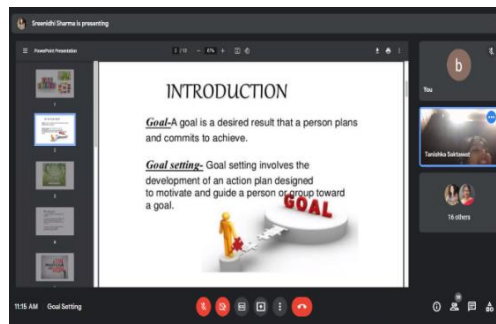 Sreenidhi Sharma is presenting
PowerPoint Presentation
INTRODUCTION
Goal-A goal is a desired result that a person plans
and commits to achieve.
Goal setting- Goal setting involves the
development of an action plan designed
to motivate and guide a person or group toward
a goal.
GOAL
b
You
Tanishka Saktawat
16 others
11:15 AM Goal Setting